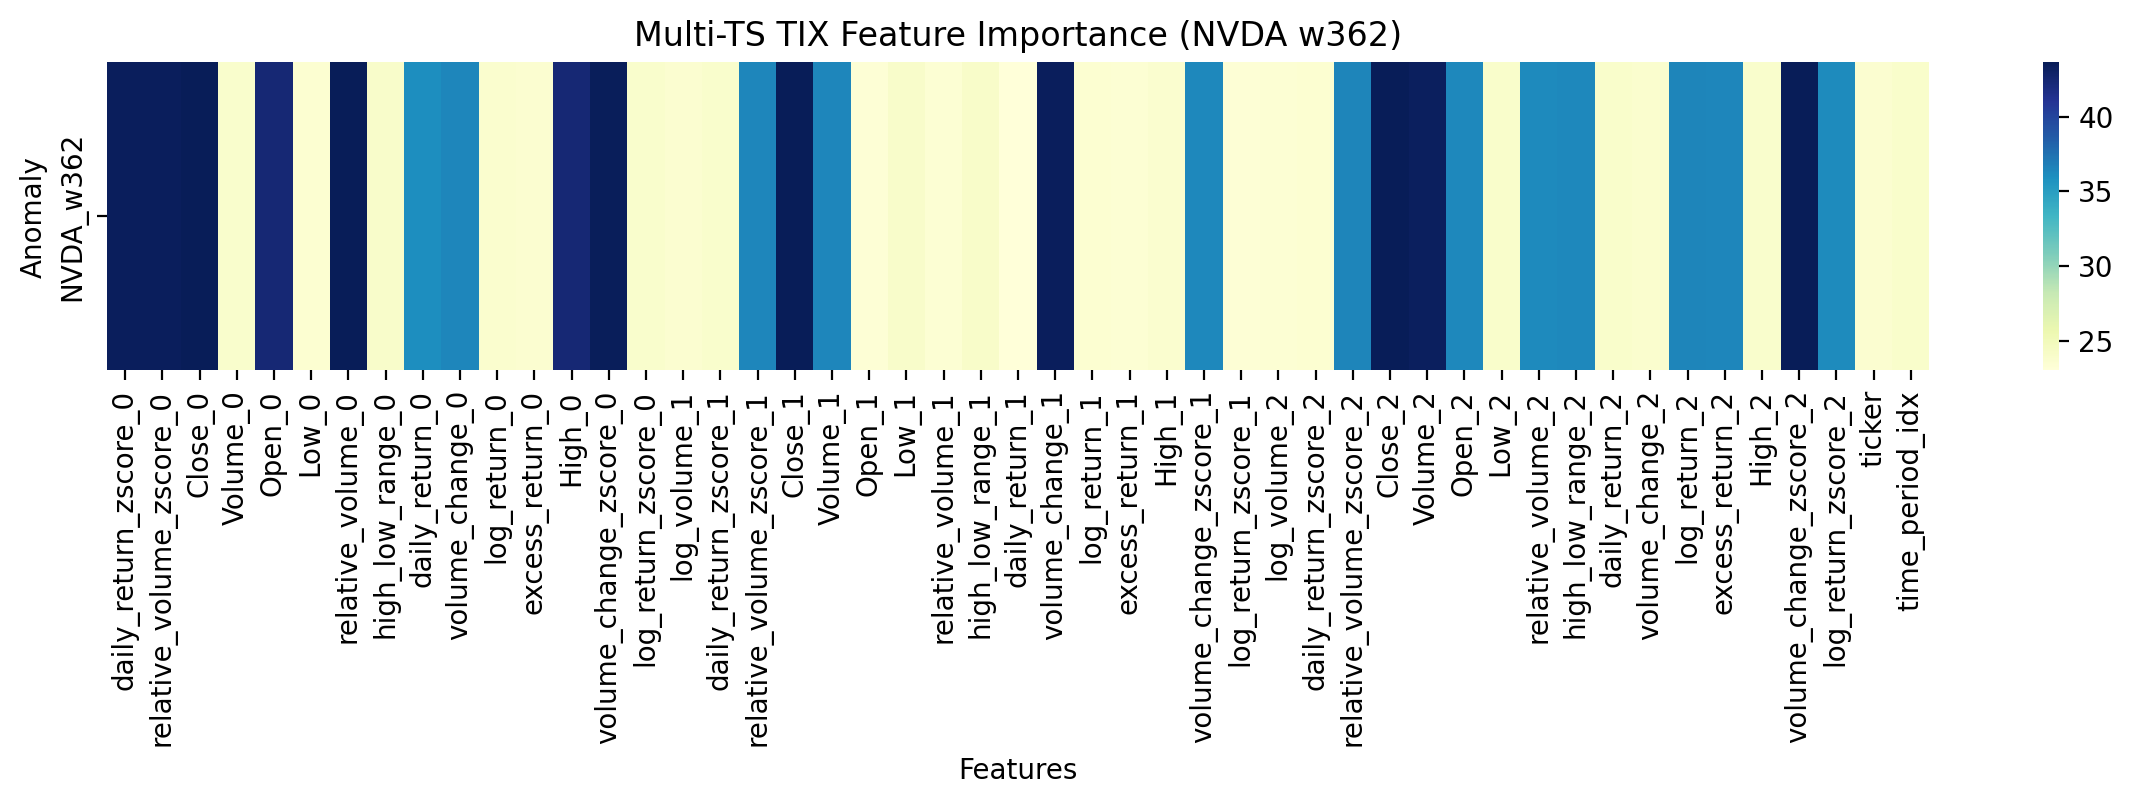 Multi-TS TIX Feature Importance (NVDA w362)
Anomaly
NVDA_w362
40
35
30
25
daily_return_zscore_0
relative_volume_zscore_0
Close_0
Volume_0
Open_0
Low_0
relative_volume_0
high_low_range_0
daily_return_0
volume_change_0
log_return_0
excess_return_0
High_0
volume_change_zscore_0
log_return_zscore_0
log_volume_1
daily_return_zscore_1
relative_volume_zscore_1
Close_1
Volume_1
Open_1
Low_1
relative_volume_1
high_low_range_1
daily_return_1
volume_change_1
log_return_1
excess_return_1
High_1
volume_change_zscore_1
log_return_zscore_1
log_volume_2
daily_return_zscore_2
relative_volume_zscore_2
Close_2
Volume_2
Open_2
Low_2
relative_volume_2
high_low_range_2
daily_return_2
volume_change_2
log_return_2
excess_return_2
High_2
volume_change_zscore_2
log_return_zscore_2
ticker
time_period_idx
Features